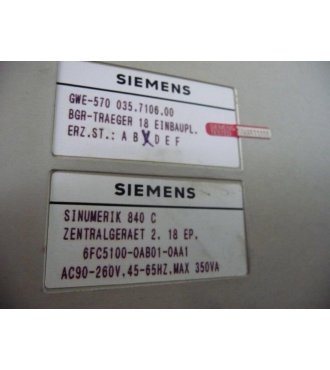 SIEMENS
GWE-570 035.7106.00
BGR-TRAEGER 18 EINBAUPL.
ERZ.ST.: A B X D E F
SIEMENS
SINUMERIK 840 C
ZENTRALGERAET 2, 18 EP.
6FC5100-0AB01-0AA1
AC90-260V,45-65HZ,MAX 350VA